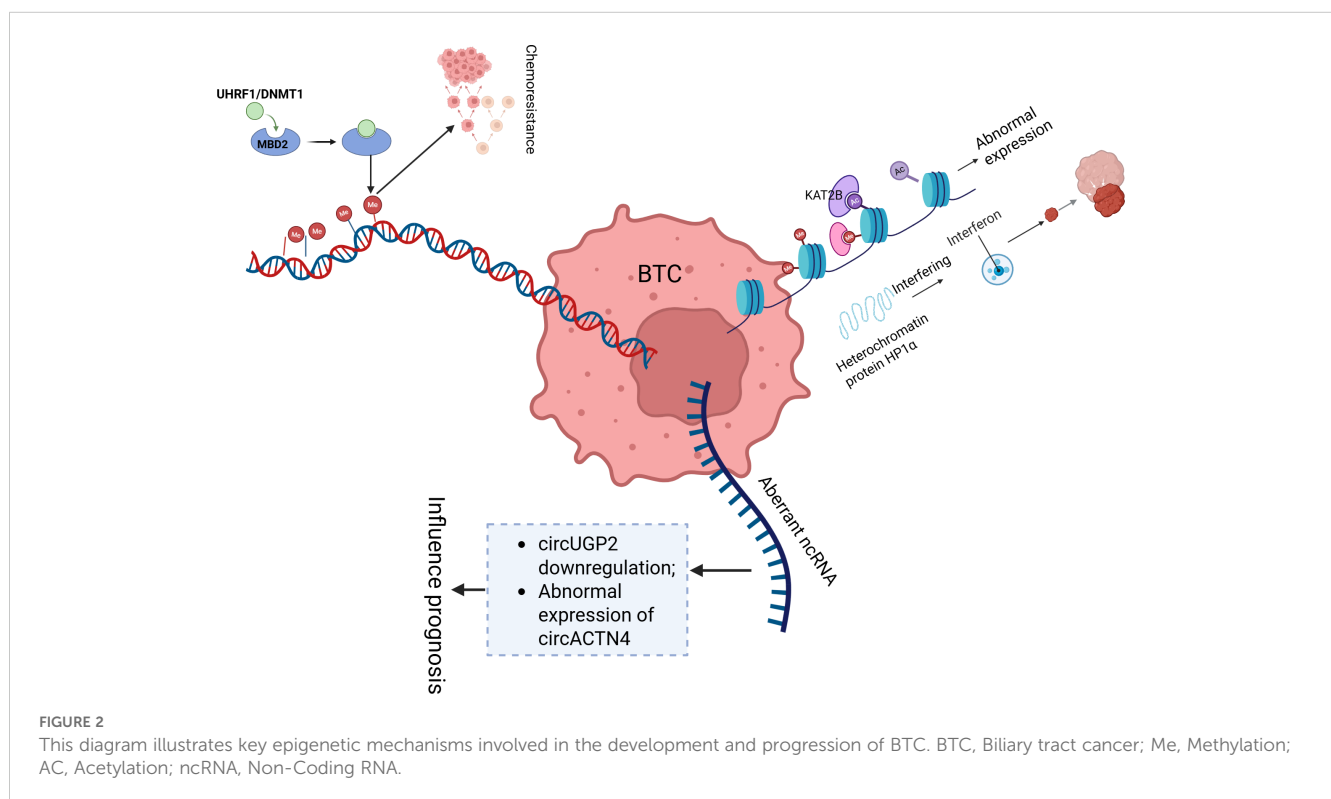 UHRF1/DNMT1
MBD2
Me
Me
Me
Me
Chemoresistance
BTC
KAT2B
Ac
Ac
Me
Me
Me
Abnormal
expression
Interferon
Interfering
Heterochromatin
protein HP1α
Aberrant ncRNA
• circUGP2
downregulation;
• Abnormal
expression of
circACTN4
Influence prognosis
FIGURE 2
This diagram illustrates key epigenetic mechanisms involved in the development and progression of BTC. BTC, Biliary tract cancer; Me, Methylation;
AC, Acetylation; ncRNA, Non-Coding RNA.